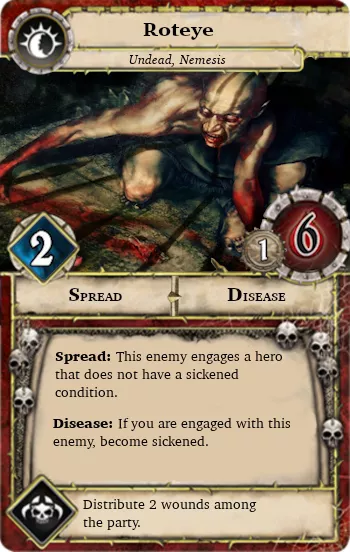 Roteye
Undead, Nemesis
2
1
6
Spread
Disease
Spread: This enemy engages a hero
that does not have a sickened
condition.
Disease: If you are engaged with this
enemy, become sickened.
Distribute 2 wounds among
the party.